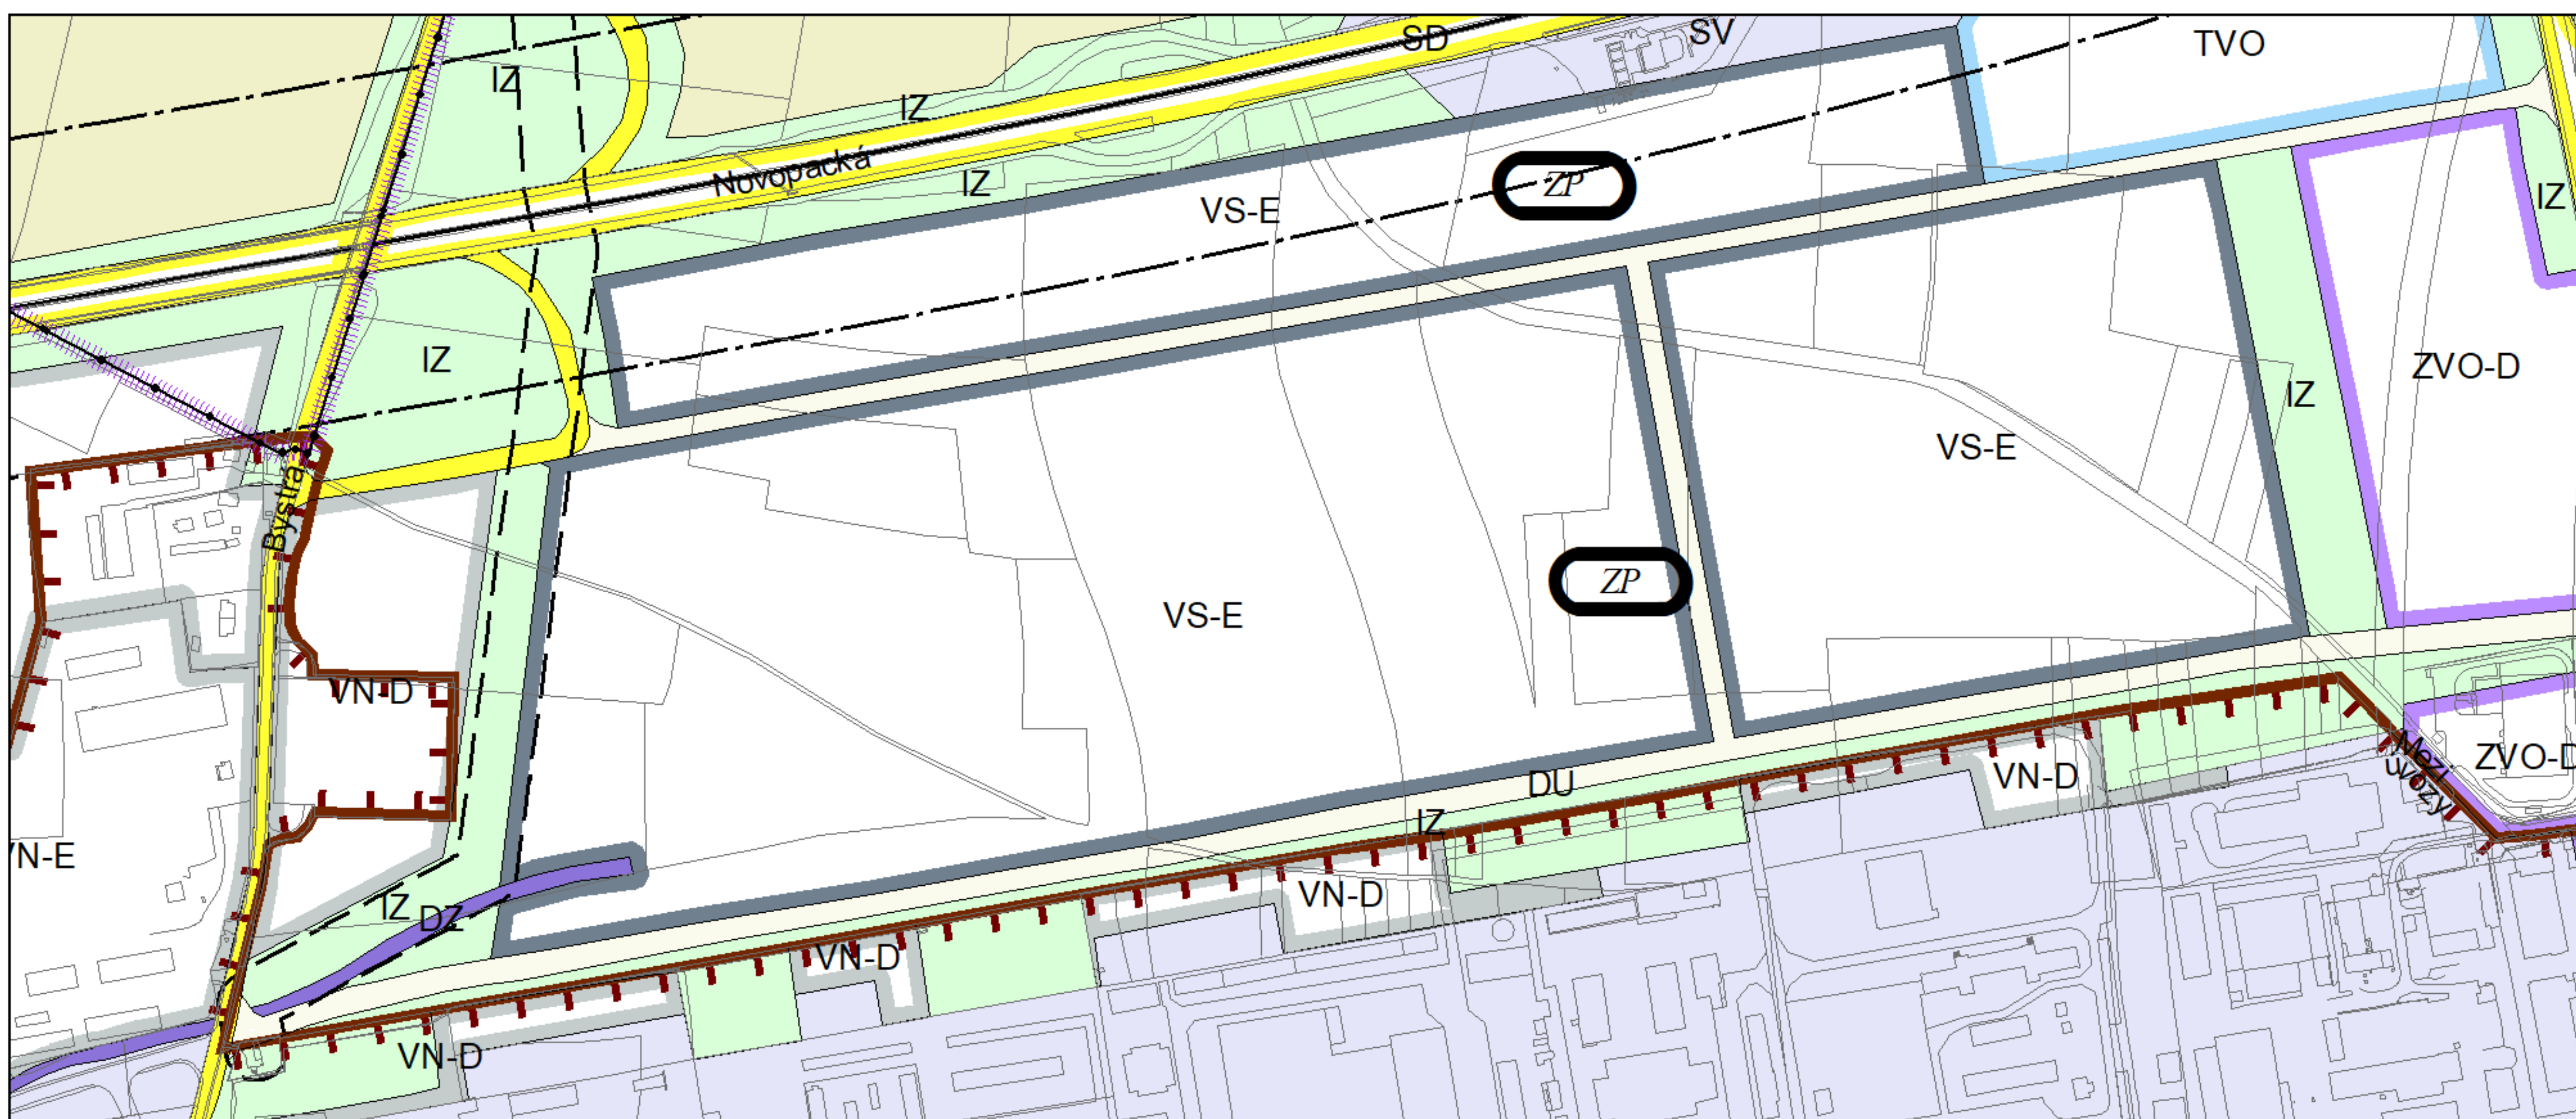 SD
SV
TVO
IZ
IZ
Novopacká
IZ
ZP
VS-E
IZ
IZ
IZ
ZVO-D
VS-E
Bystrá
ZP
VS-E
VN-D
DU
IZ
VN-D
Mezi
úvozy
ZVO-D
VN-E
VN-D
IZ
DZ
VN-D
VN-D